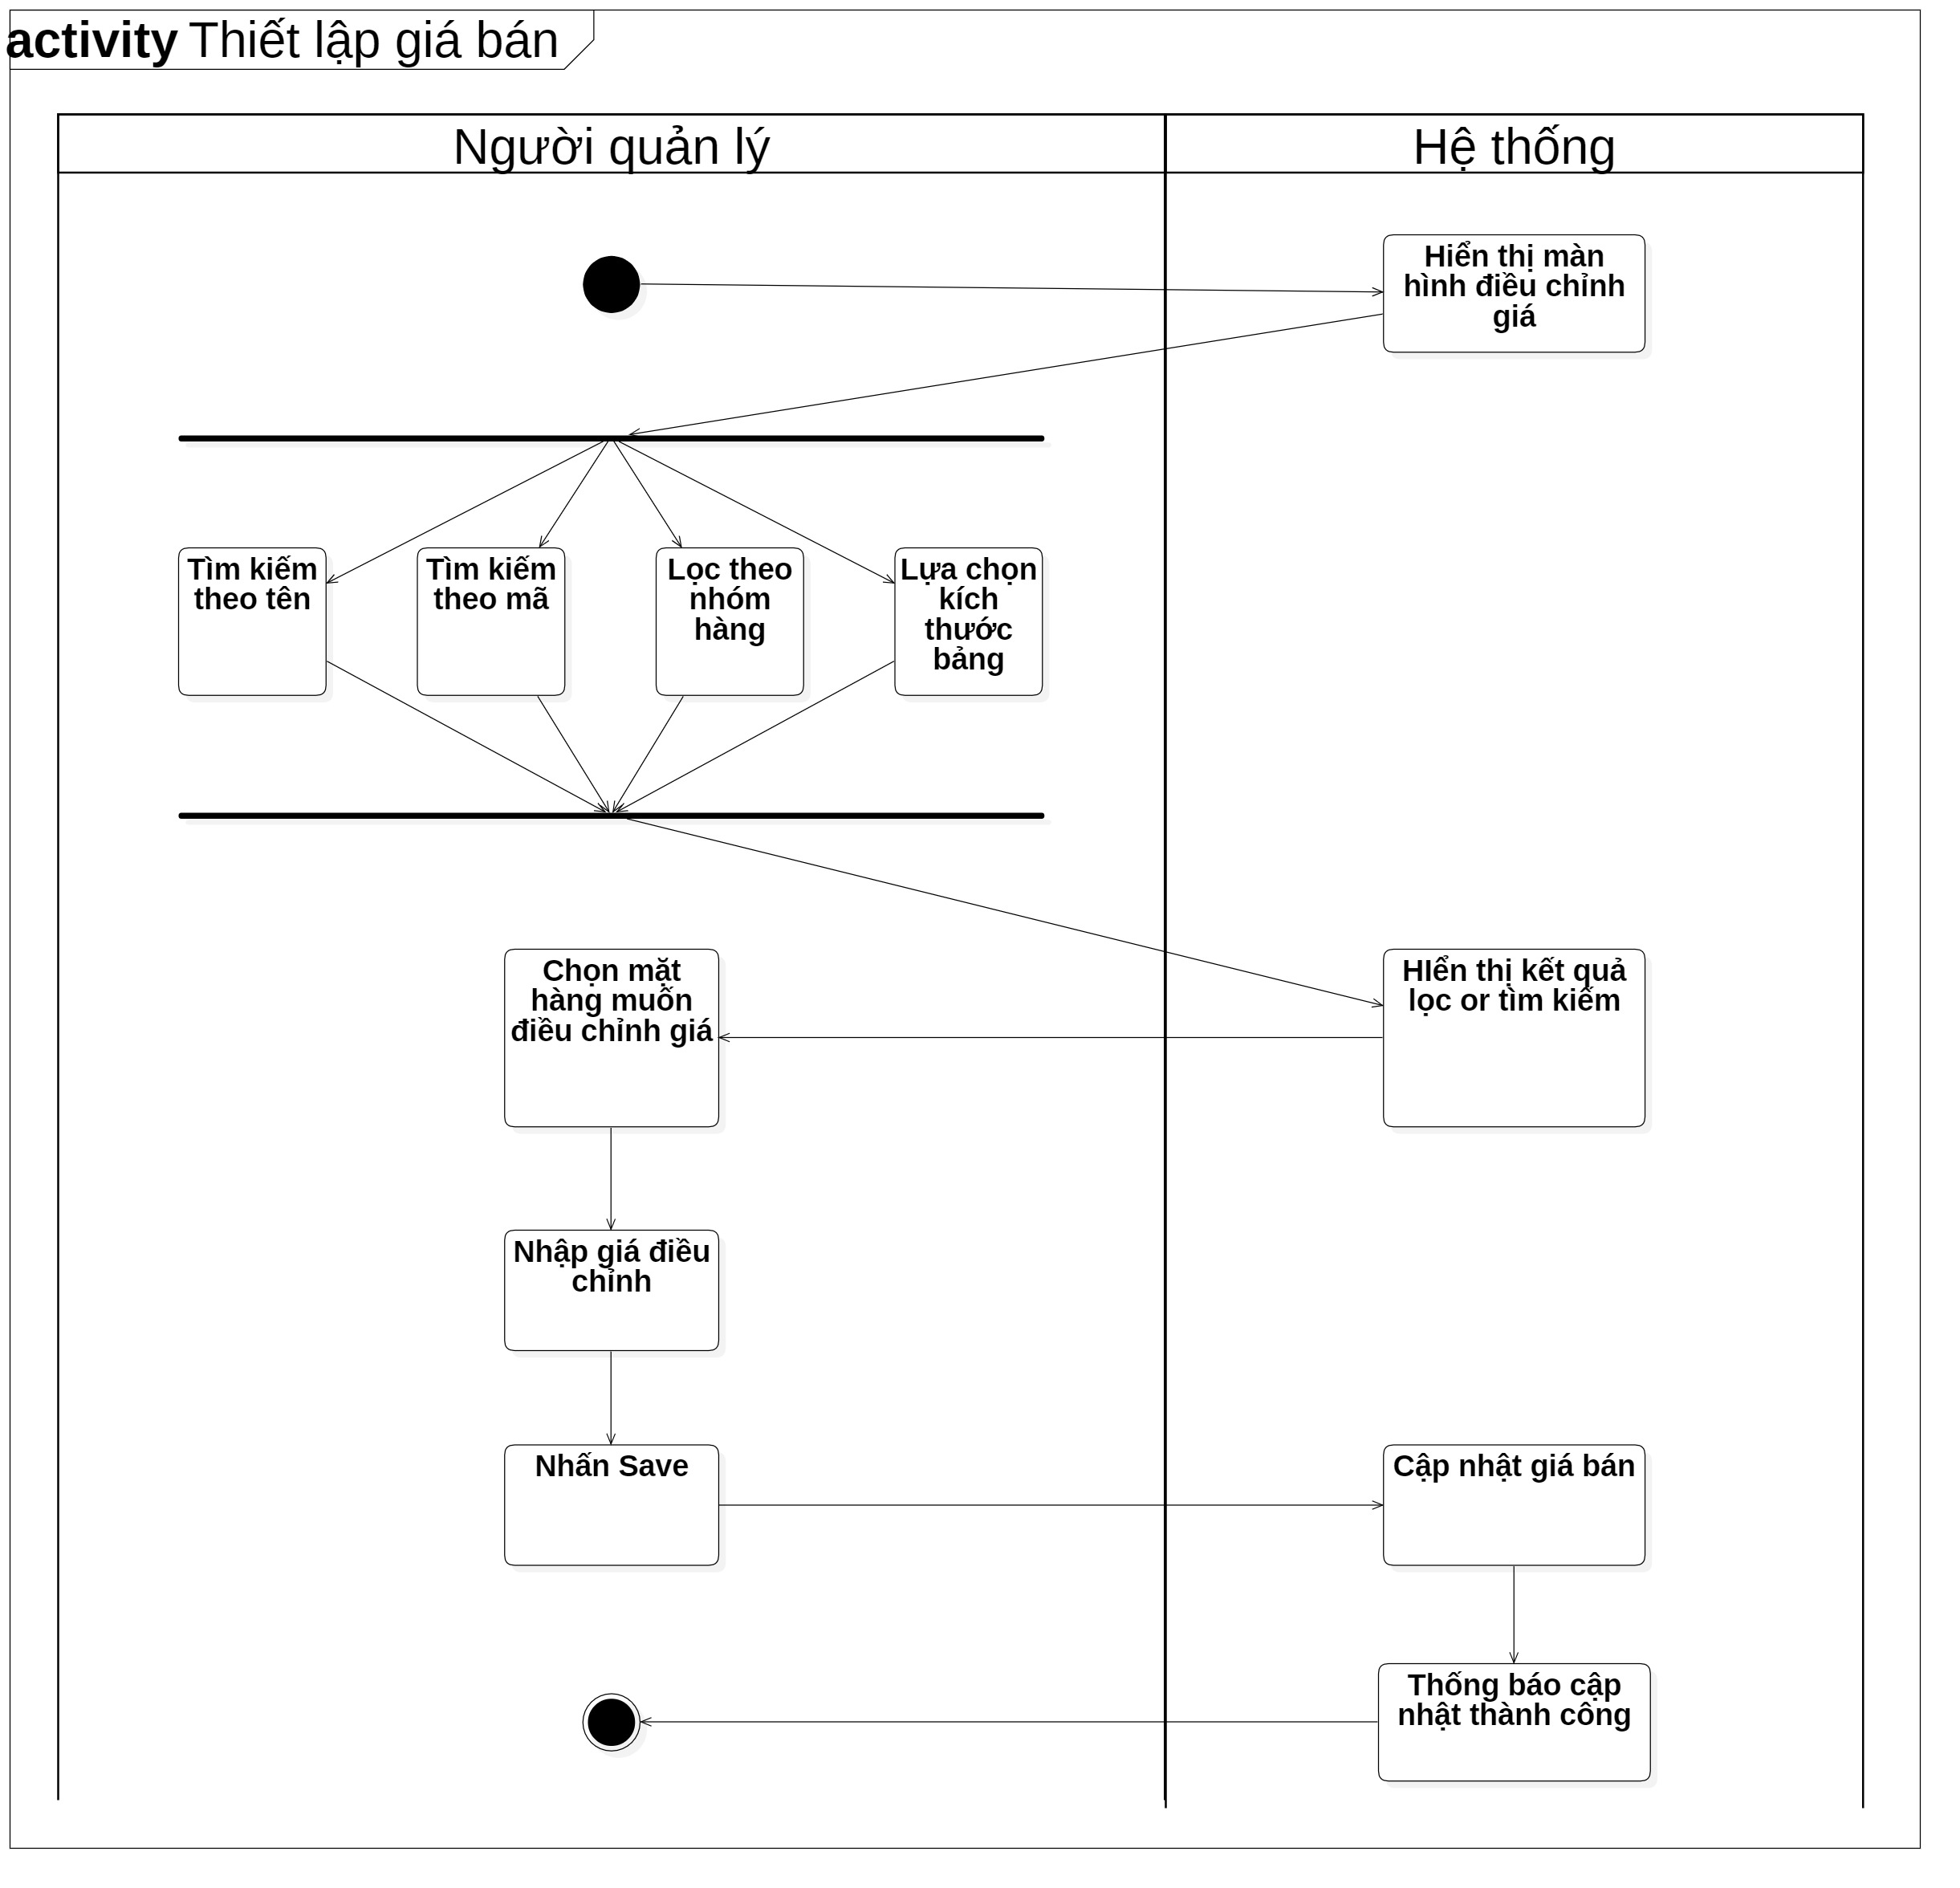 activity Thiết lập giá bán
Người quản lý
Hệ thống
Hiển thị màn
hình điều chỉnh
giá
Tìm kiếm
theo tên
Tìm kiếm
theo mã
Lọc theo
nhóm
hàng
Lựa chọn
kích
thước
bảng
Chọn mặt
hàng muốn
điều chỉnh giá
HIển thị kết quả
lọc or tìm kiếm
Nhập giá điều
chỉnh
Nhấn Save
Cập nhật giá bán
Thống báo cập
nhật thành công